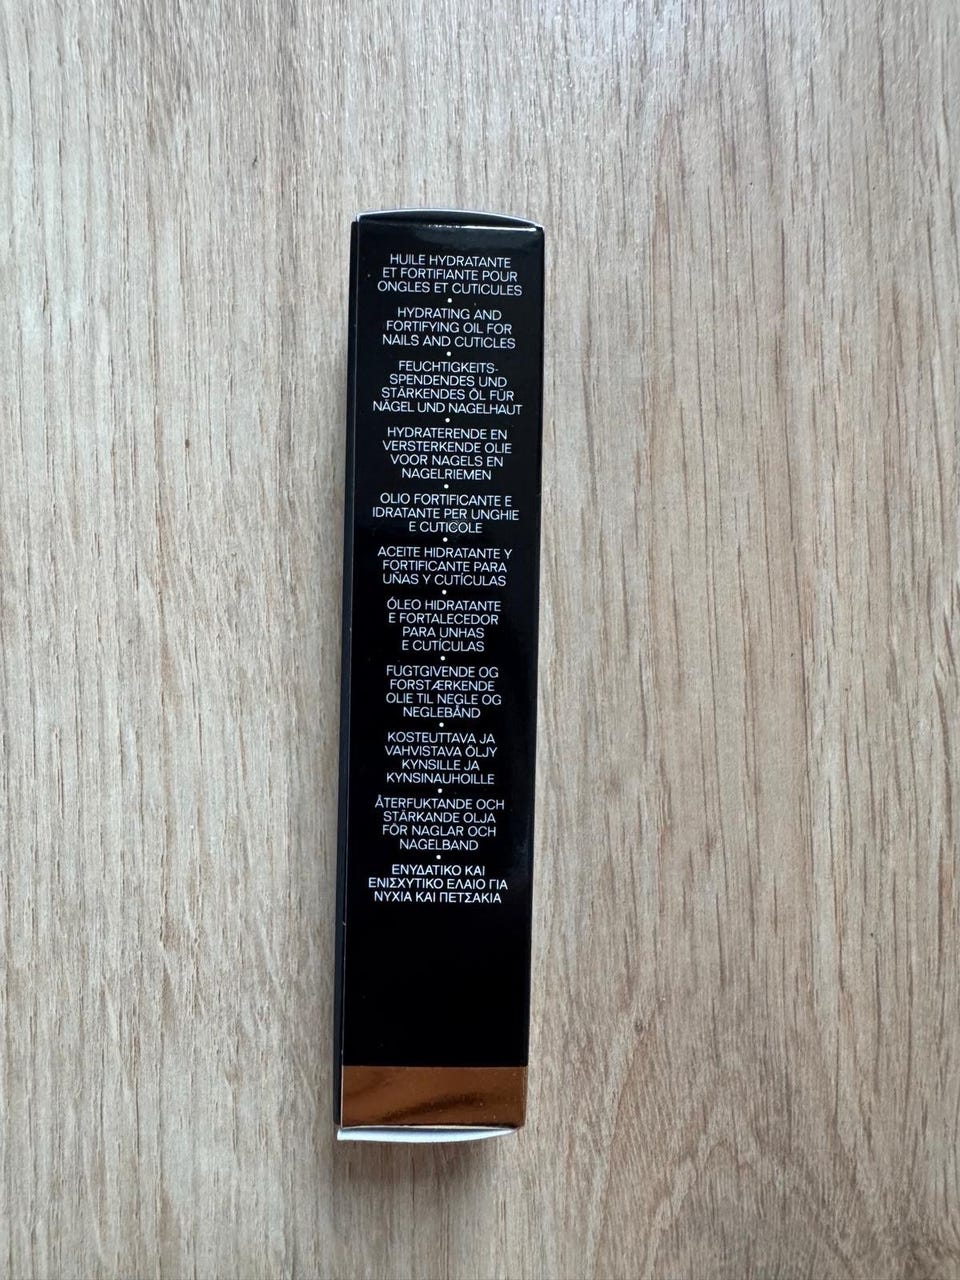 HUILE HYDRATANTE
ET FORTIFIANTE POUR
ONGLES ET CUTICULES
•
HYDRATING AND
FORTIFYING OIL FOR
NAILS AND CUTICLES
•
FEUCHTIGKEITS-
SPENDENDES UND
STÄRKENDES ÖL FÜR
NÄGEL UND NAGELHAUT
•
HYDRATERENDE EN
VERSTERKENDE OLIE
VOOR NAGELS EN
NAGELRIEMEN
•
OLIO FORTIFICANTE E
IDRATANTE PER UNGHIE
E CUTICOLE
•
ACEITE HIDRATANTE Y
FORTIFICANTE PARA
UÑAS Y CUTÍCULAS
•
ÓLEO HIDRATANTE
E FORTALECEDOR
PARA UNHAS
E CUTÍCULAS
•
FUGTGIVENDE OG
FORSTÆRKENDE
OLIE TIL NEGLE OG
NEGLEBÅND
•
KOSTEUTTAVA JA
VAHVISTAVA ÖLJY
KYNSILLE JA
KYNSINAUHOILLE
•
ÅTERFUKTANDE OCH
STÄRKANDE OLJA
FÖR NAGLAR OCH
NAGELBAND
•
ΕΝΥΔΑΤΙΚΟ ΚΑΙ
ΕΝΙΣΧΥΤΙΚΟ ΕΛΑΙΟ ΓΙΑ
ΝΥΧΙΑ ΚΑΙ ΠΕΤΣΑΚΙΑ